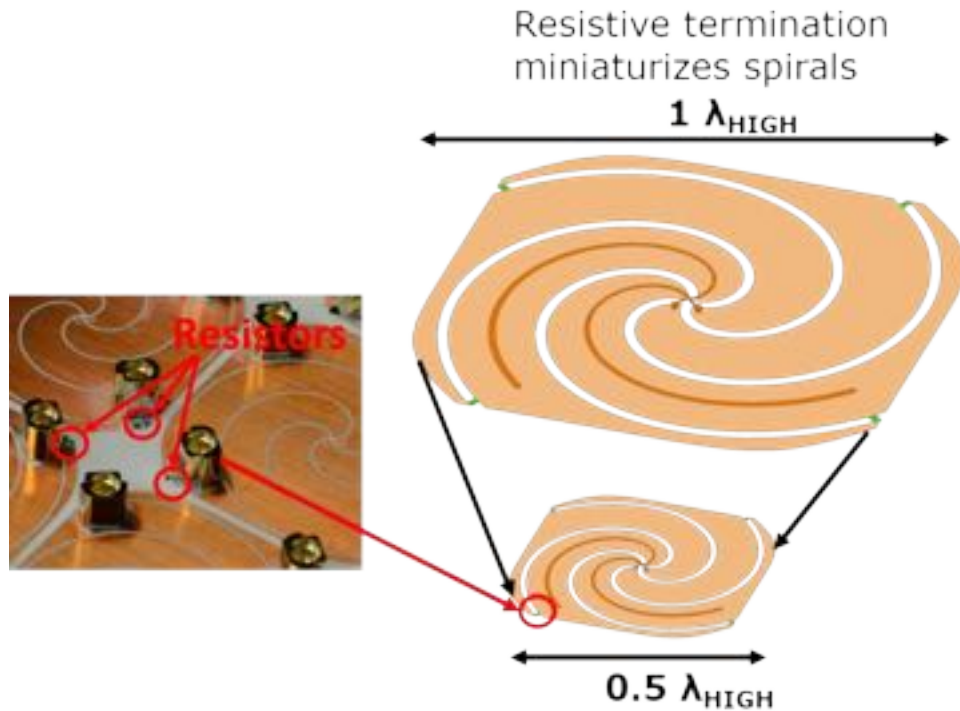 Resistive termination
miniaturizes spirals
1 λHIGH
Resistors
0.5 λHIGH